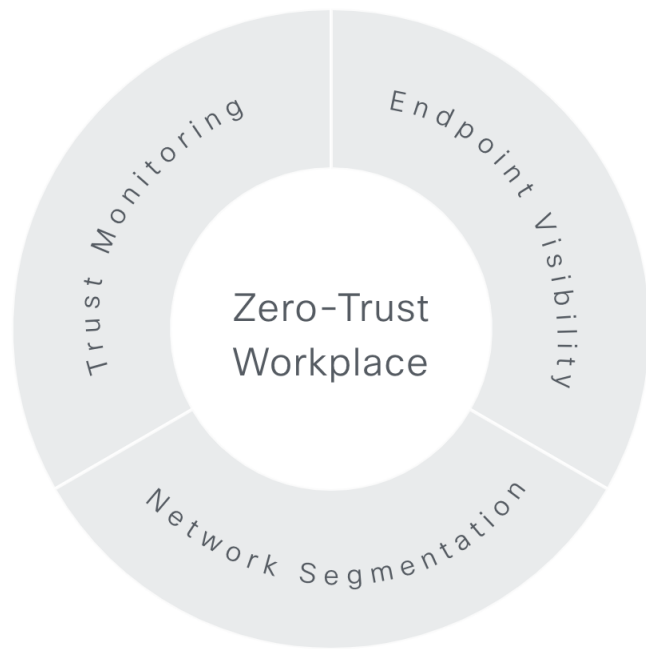 Trust Monitoring
Endpoint Visibility
Zero-Trust
Workplace
Network Segmentation